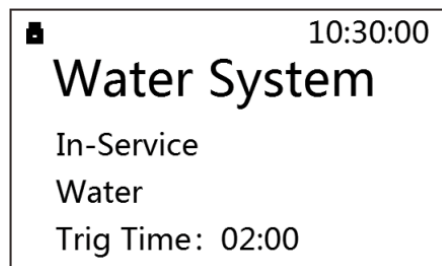 10:30:00
Water System
In-Service
Water
Trig Time: 02:00